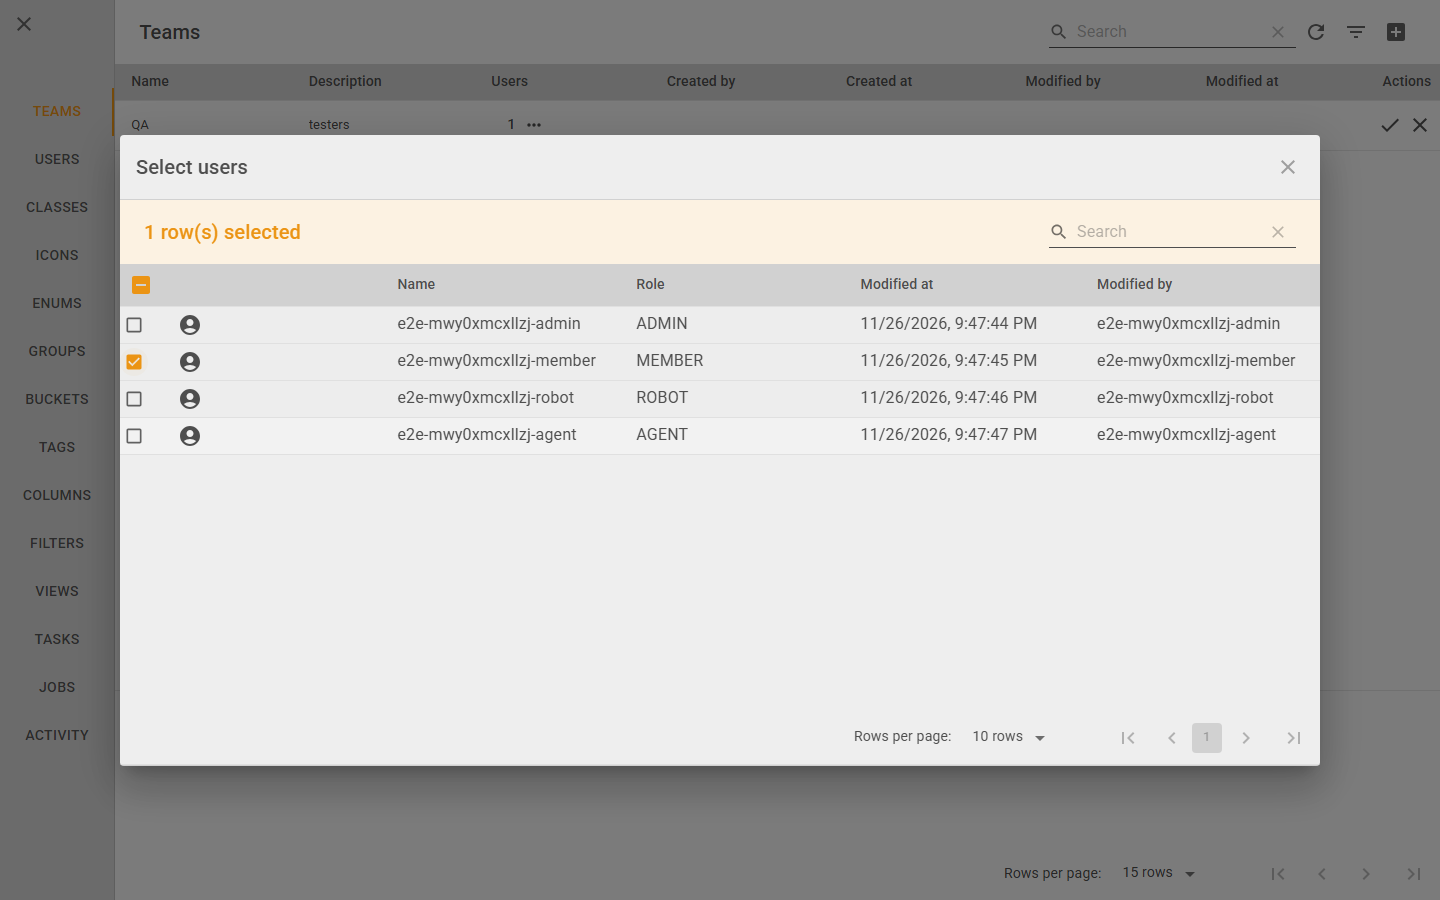 Teams
Search
Name Description Users Created by Created at Modified by Modified at Actions
QA testers 1
TEAMS
USERS
CLASSES
ICONS
ENUMS
GROUPS
BUCKETS
TAGS
COLUMNS
FILTERS
VIEWS
TASKS
JOBS
ACTIVITY
Select users
1 row(s) selected
Search
Name Role Modified at Modified by
e2e-mwy0xmcxllzj-admin ADMIN 11/26/2026, 9:47:44 PM e2e-mwy0xmcxllzj-admin
e2e-mwy0xmcxllzj-member MEMBER 11/26/2026, 9:47:45 PM e2e-mwy0xmcxllzj-member
e2e-mwy0xmcxllzj-robot ROBOT 11/26/2026, 9:47:46 PM e2e-mwy0xmcxllzj-robot
e2e-mwy0xmcxllzj-agent AGENT 11/26/2026, 9:47:47 PM e2e-mwy0xmcxllzj-agent
Rows per page: 10 rows 1
Rows per page: 15 rows